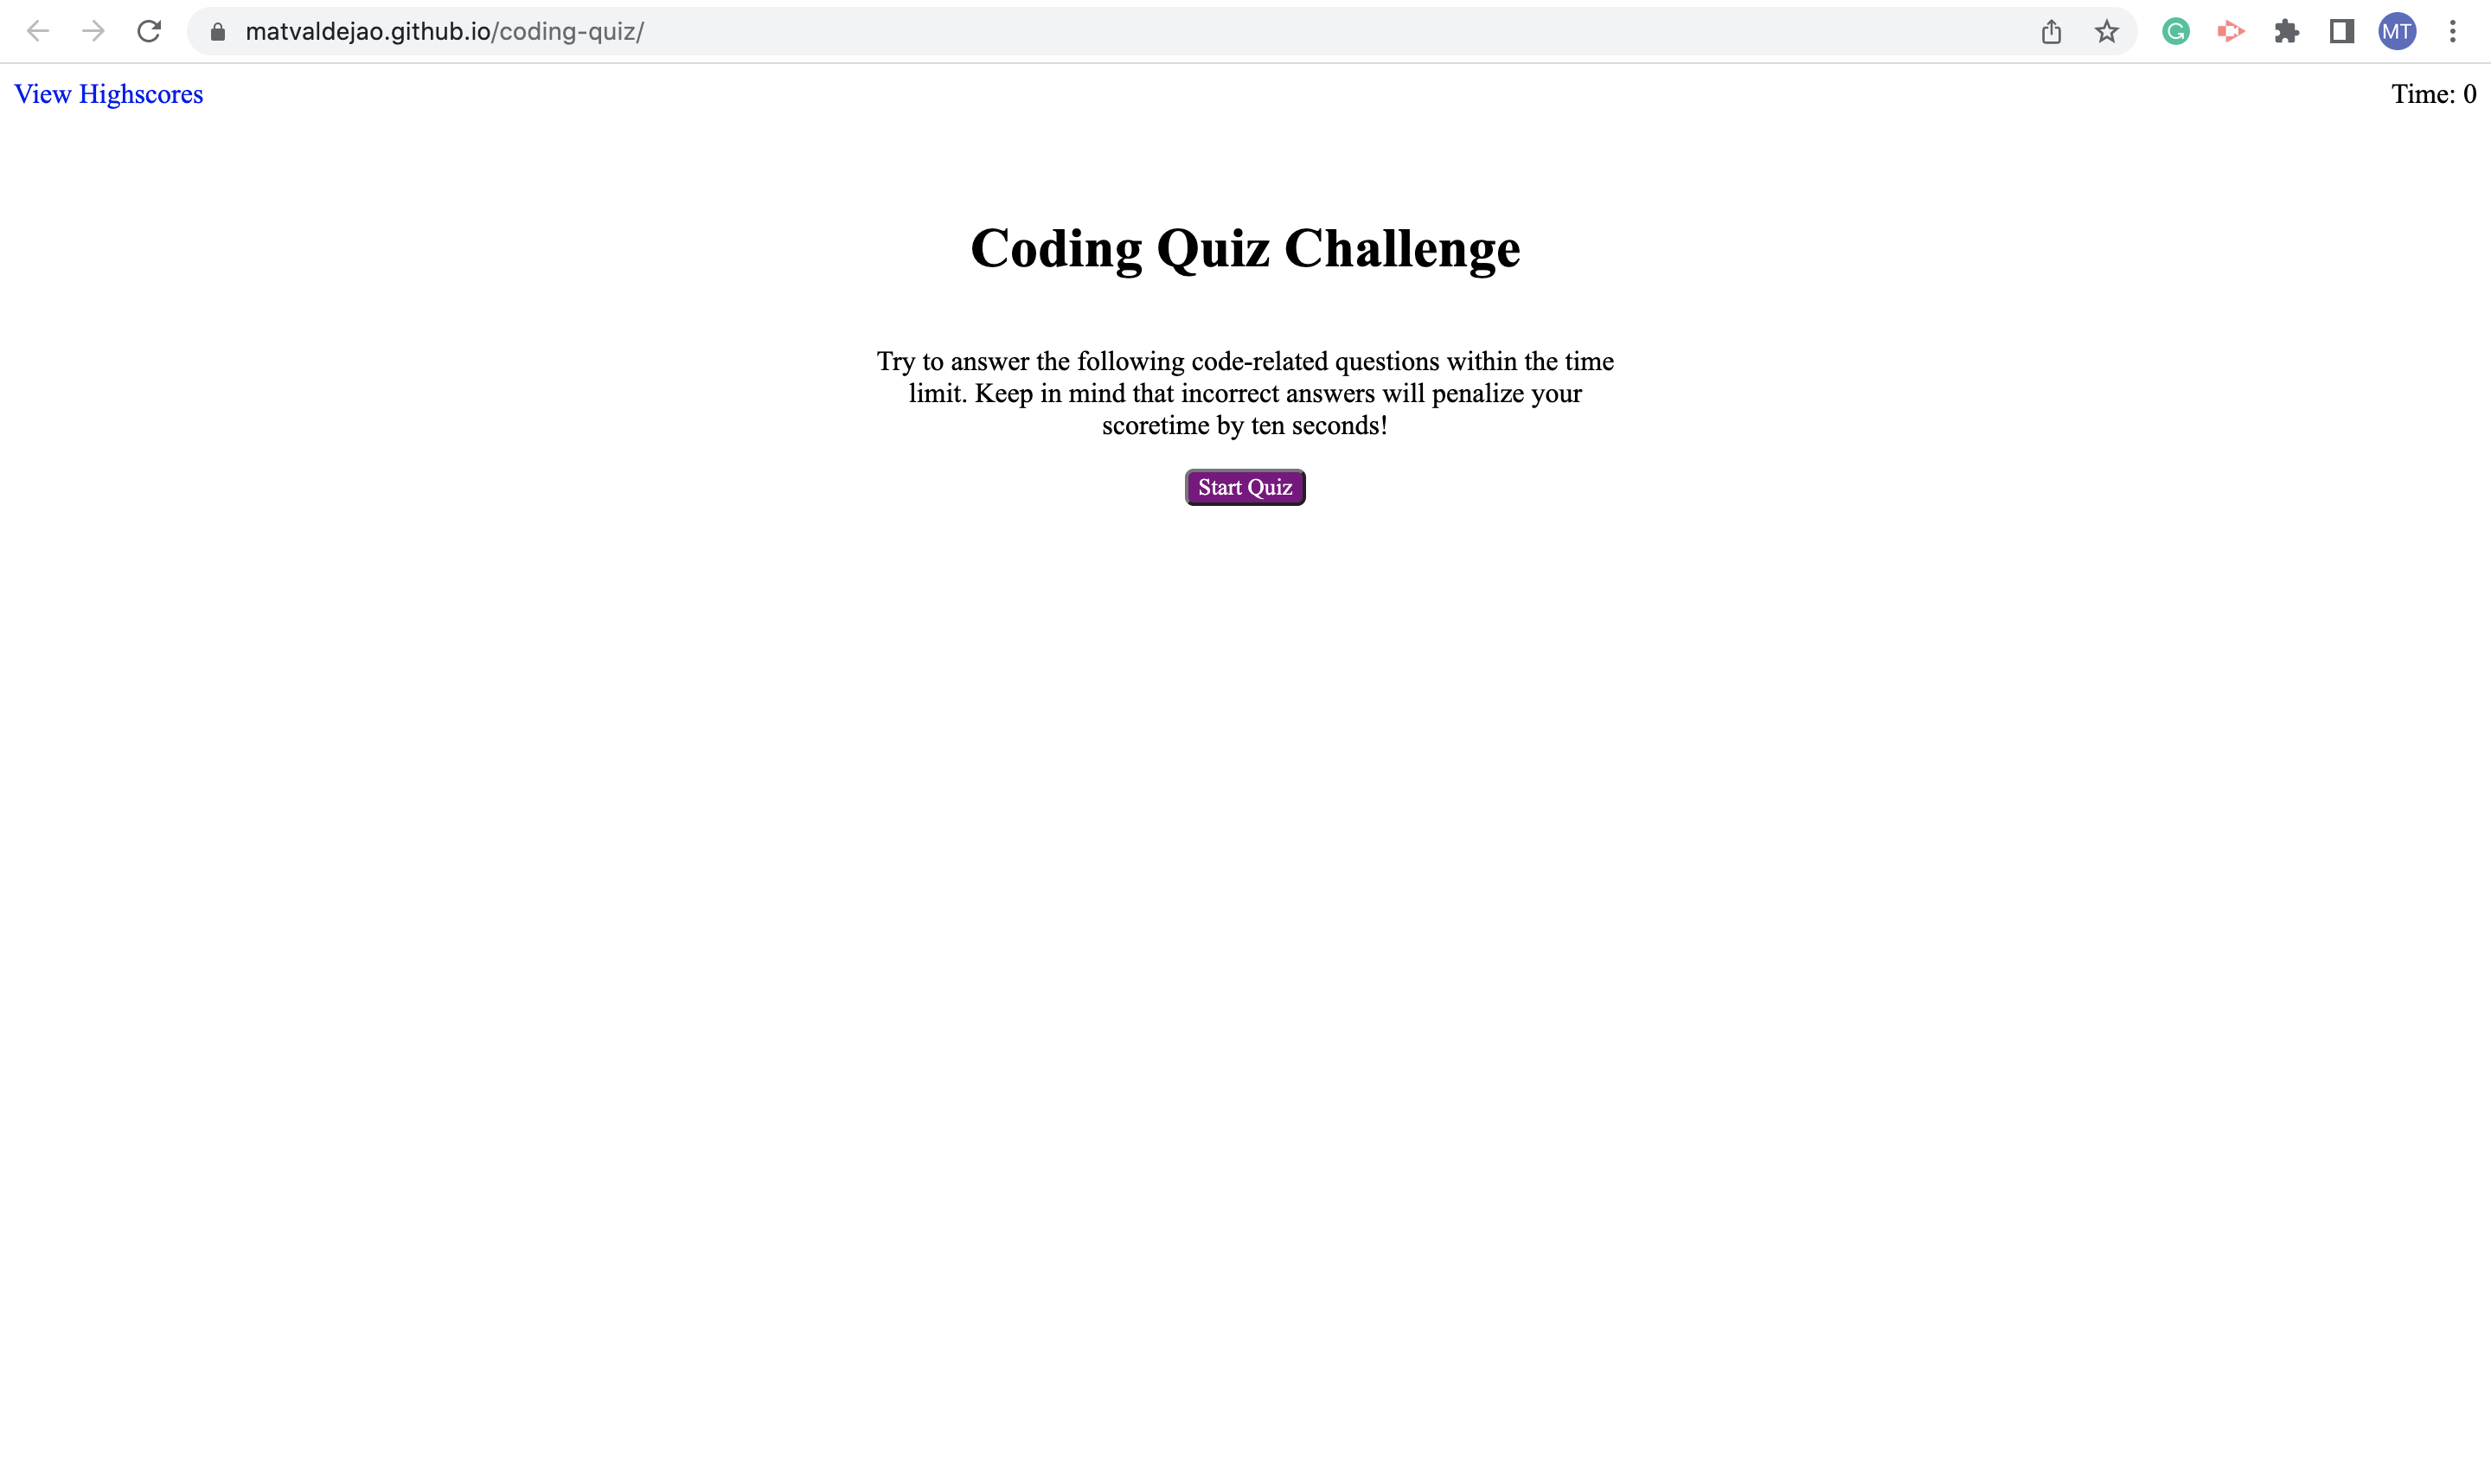 matvaldejao.github.io/coding-quiz/
MT
View Highscores
Time: 0
Coding Quiz Challenge
Try to answer the following code-related questions within the time
limit. Keep in mind that incorrect answers will penalize your
scoretime by ten seconds!
Start Quiz